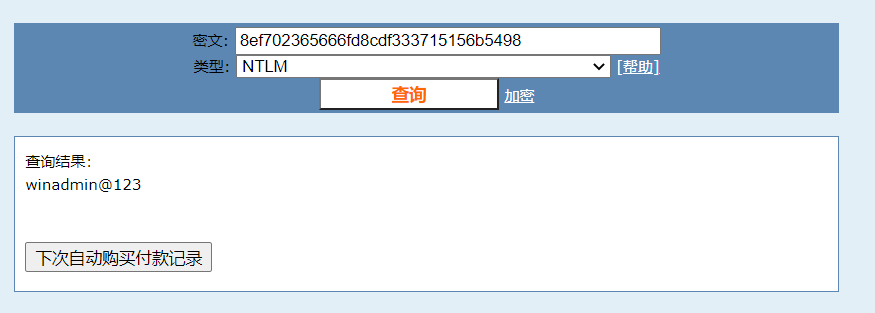 密文: 8ef702365666fd8cdf333715156b5498
类型: NTLM [帮助]
查询 加密
查询结果:
winadmin@123
下次自动购买付款记录